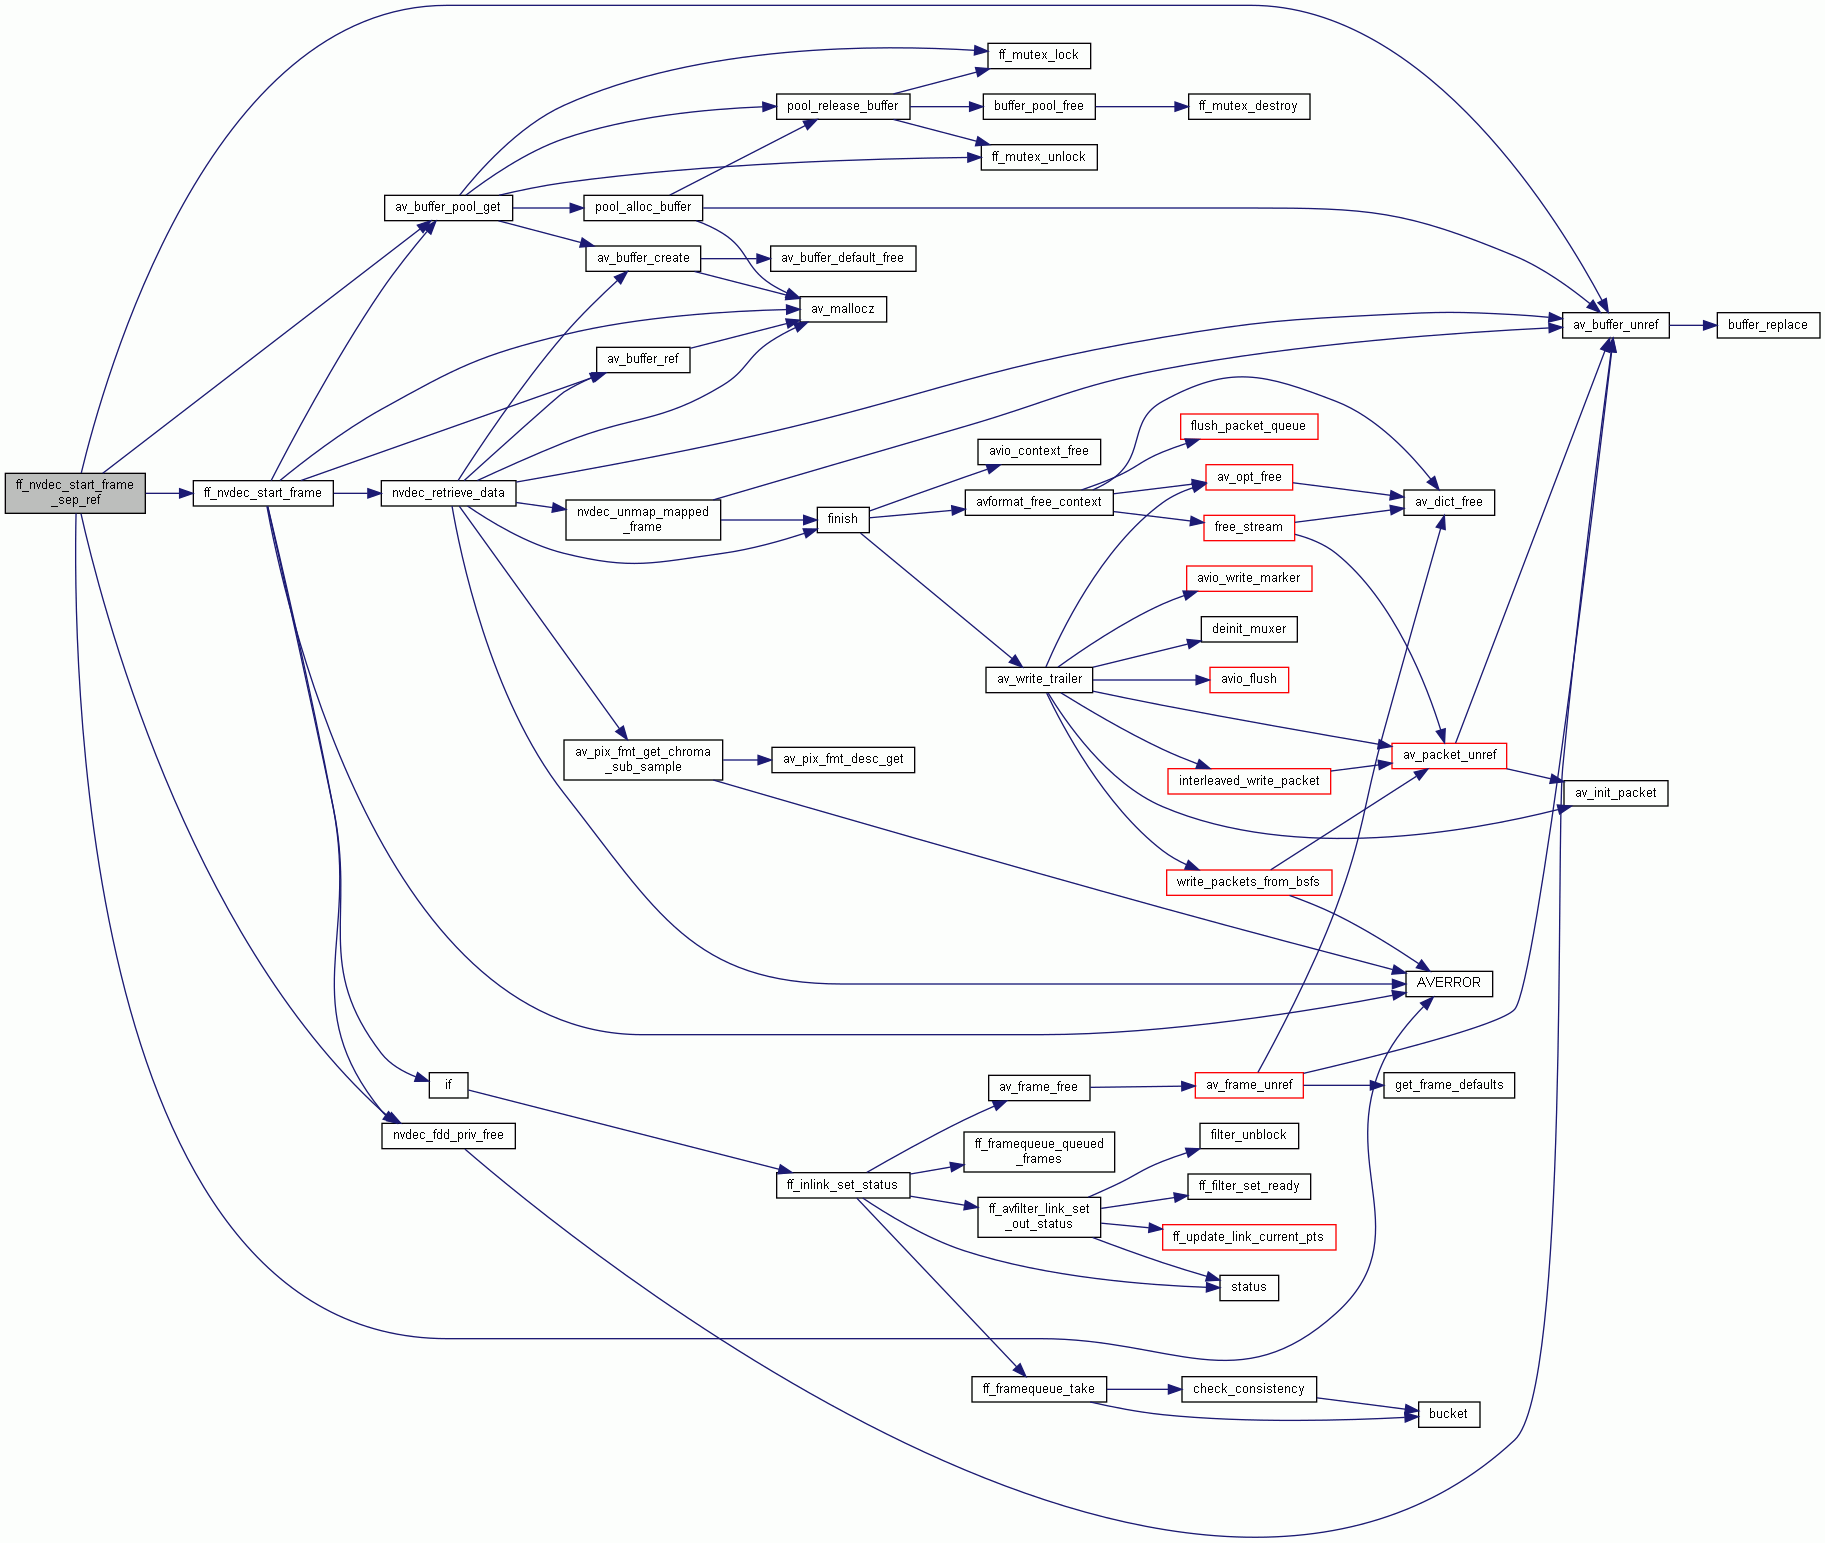 ff_mutex_lock
pool_release_buffer
buffer_pool_free
ff_mutex_destroy
ff_mutex_unlock
av_buffer_pool_get
pool_alloc_buffer
av_buffer_create
av_buffer_default_free
av_mallocz
av_buffer_unref
buffer_replace
av_buffer_ref
flush_packet_queue
avio_context_free
av_opt_free
ff_nvdec_start_frame
_sep_ref
ff_nvdec_start_frame
nvdec_retrieve_data
nvdec_unmap_mapped
_frame
finish
avformat_free_context
av_dict_free
free_stream
avio_write_marker
deinit_muxer
av_write_trailer
avio_flush
av_pix_fmt_get_chroma
_sub_sample
av_pix_fmt_desc_get
av_packet_unref
interleaved_write_packet
av_init_packet
write_packets_from_bsfs
AVERROR
if
av_frame_free
av_frame_unref
get_frame_defaults
nvdec_fdd_priv_free
ff_framequeue_queued
_frames
filter_unblock
ff_inlink_set_status
ff_filter_set_ready
ff_avfilter_link_set
_out_status
ff_update_link_current_pts
status
ff_framequeue_take
check_consistency
bucket